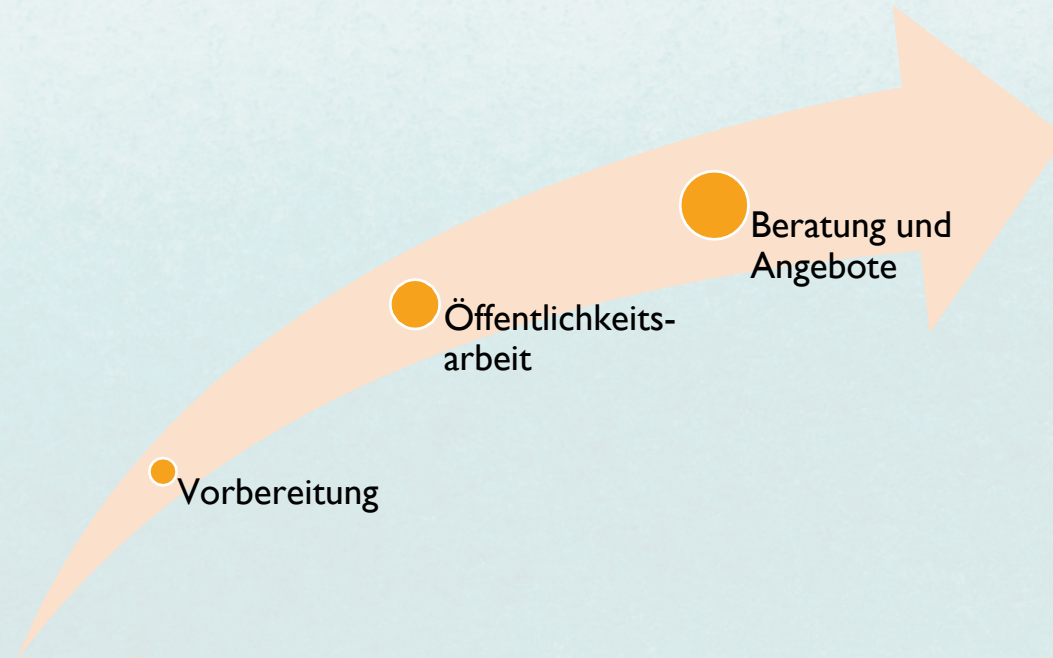 Beratung und
Angebote
Öffentlichkeits-
arbeit
Vorbereitung